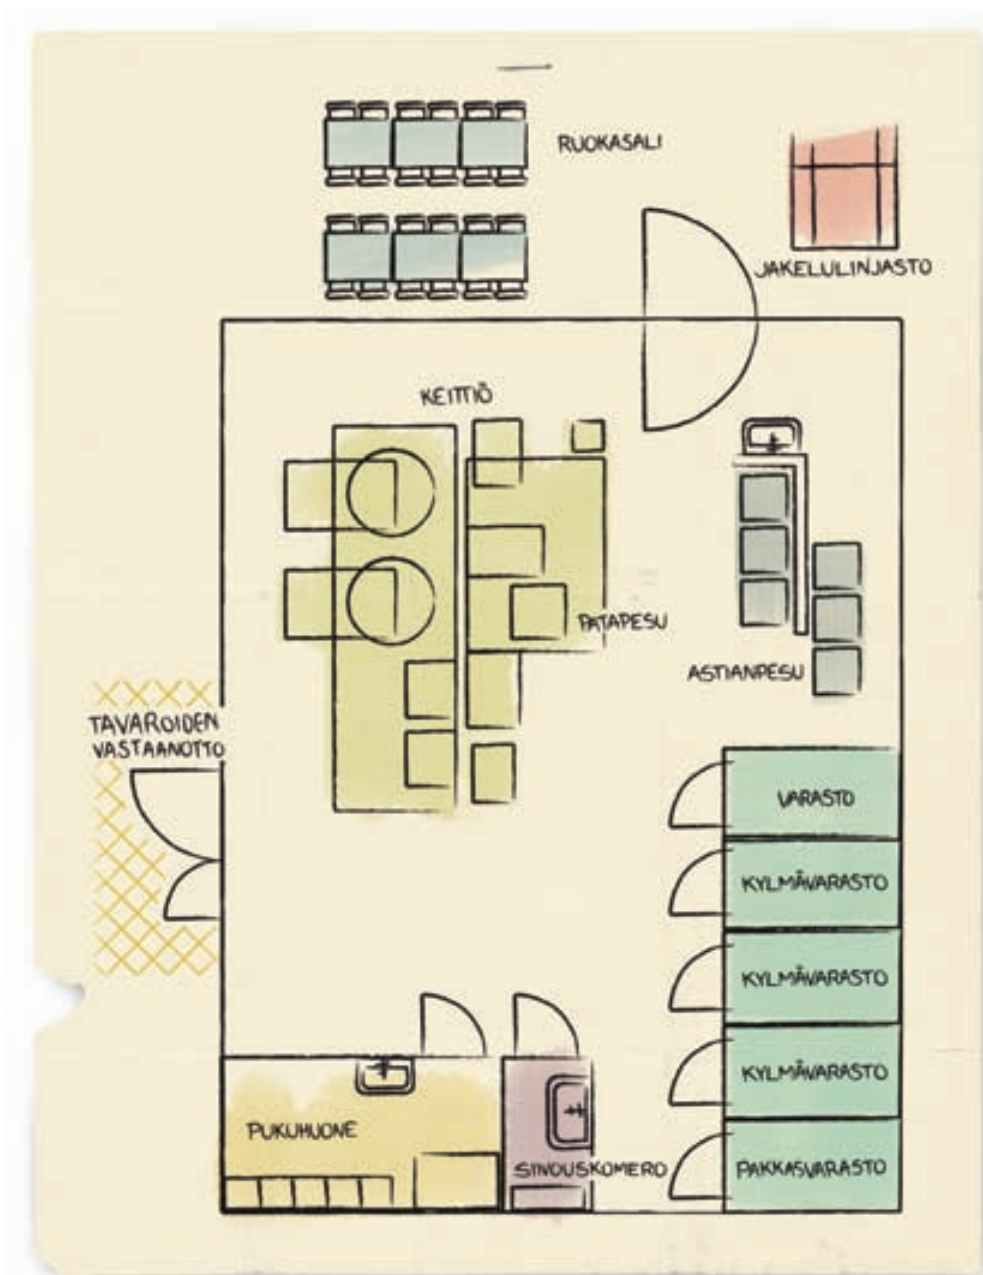 RUOKASALI
JAKELULINJASTO
KEITTIÖ
PATAPESU
ASTIANPESU
TAVAROIDEN
VASTAANOTTO
VARASTO
KYLMÄVARASTO
KYLMÄVARASTO
KYLMÄVARASTO
PUKUHUONE
SIIVOUSKOMERO
PAKKASVARASTO